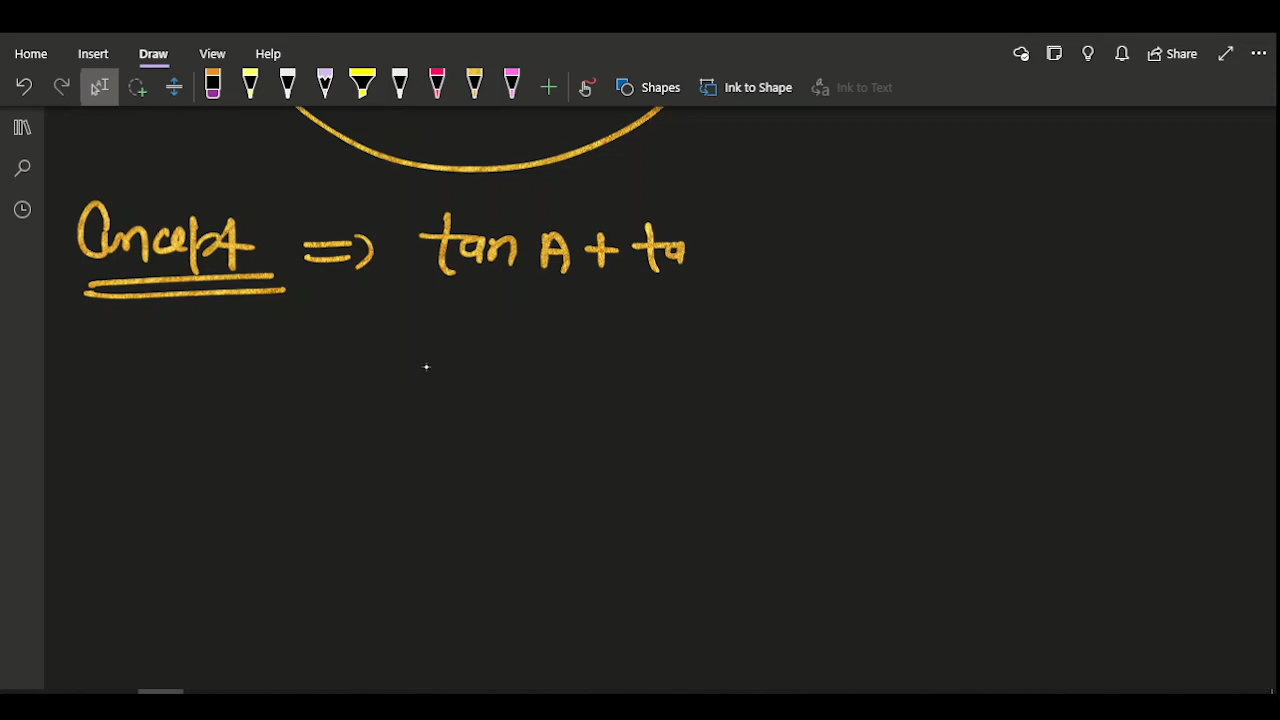 Home Insert Draw View Help Share
Shapes Ink to Shape Ink to Text
Concept => tan A + ta